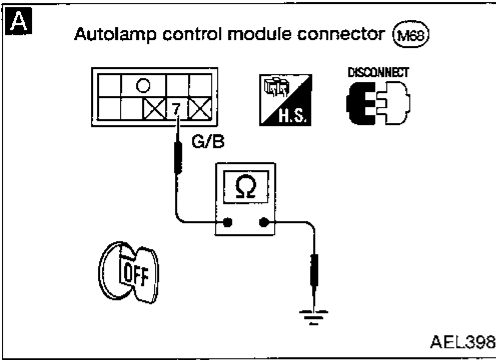 A
Autolamp control module connector M68
DISCONNECT
H.S.
7
G/B
Ω
OFF
AEL398